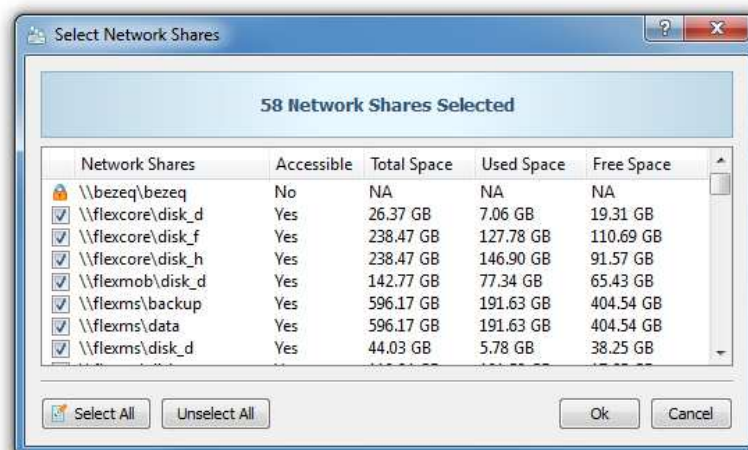 Select Network Shares
58 Network Shares Selected
Network Shares Accessible Total Space Used Space Free Space
\\bezeq\bezeq No NA NA NA
\\flexcore\disk_d Yes 26.37 GB 7.06 GB 19.31 GB
\\flexcore\disk_f Yes 238.47 GB 127.78 GB 110.69 GB
\\flexcore\disk_h Yes 238.47 GB 146.90 GB 91.57 GB
\\flexmob\disk_d Yes 142.77 GB 77.34 GB 65.43 GB
\\flexms\backup Yes 596.17 GB 191.63 GB 404.54 GB
\\flexms\data Yes 596.17 GB 191.63 GB 404.54 GB
\\flexms\disk_d Yes 44.03 GB 5.78 GB 38.25 GB
Select All Unselect All Ok Cancel